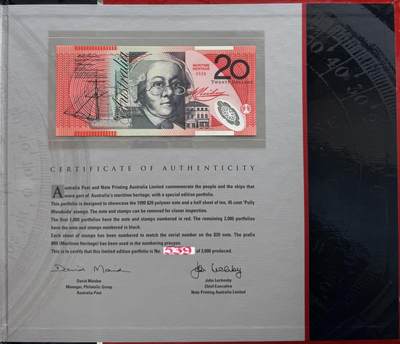 Australia
MARITIME
HERITAGE
20
TWENTY DOLLARS
CERTIFICATE OF AUTHENTICITY
Australia Post and Note Printing Australia Limited commemorate the people and the ships that
were part of Australia's maritime heritage, with a special edition portfolio.
This portfolio is designed to showcase the 1998 $20 polymer note and a half sheet of ten, 45 cent 'Polly
Woodside' stamps. The note and stamps can be removed for closer inspection.
The first 1,000 portfolios have the note and stamps numbered in red. The remaining 2,000 portfolios
have the note and stamps numbered in black.
Each sheet of stamps has been numbered to match the serial number on the $20 note. The prefix
(Maritime Heritage) has been used in the numbering process.
This is to certify that this limited edition portfolio is No. 539 of 3,000 produced.
David Maiden
Manager, Philatelic Group
Australia Post
John Leckenby
Chief Executive
Note Printing Australia Limited